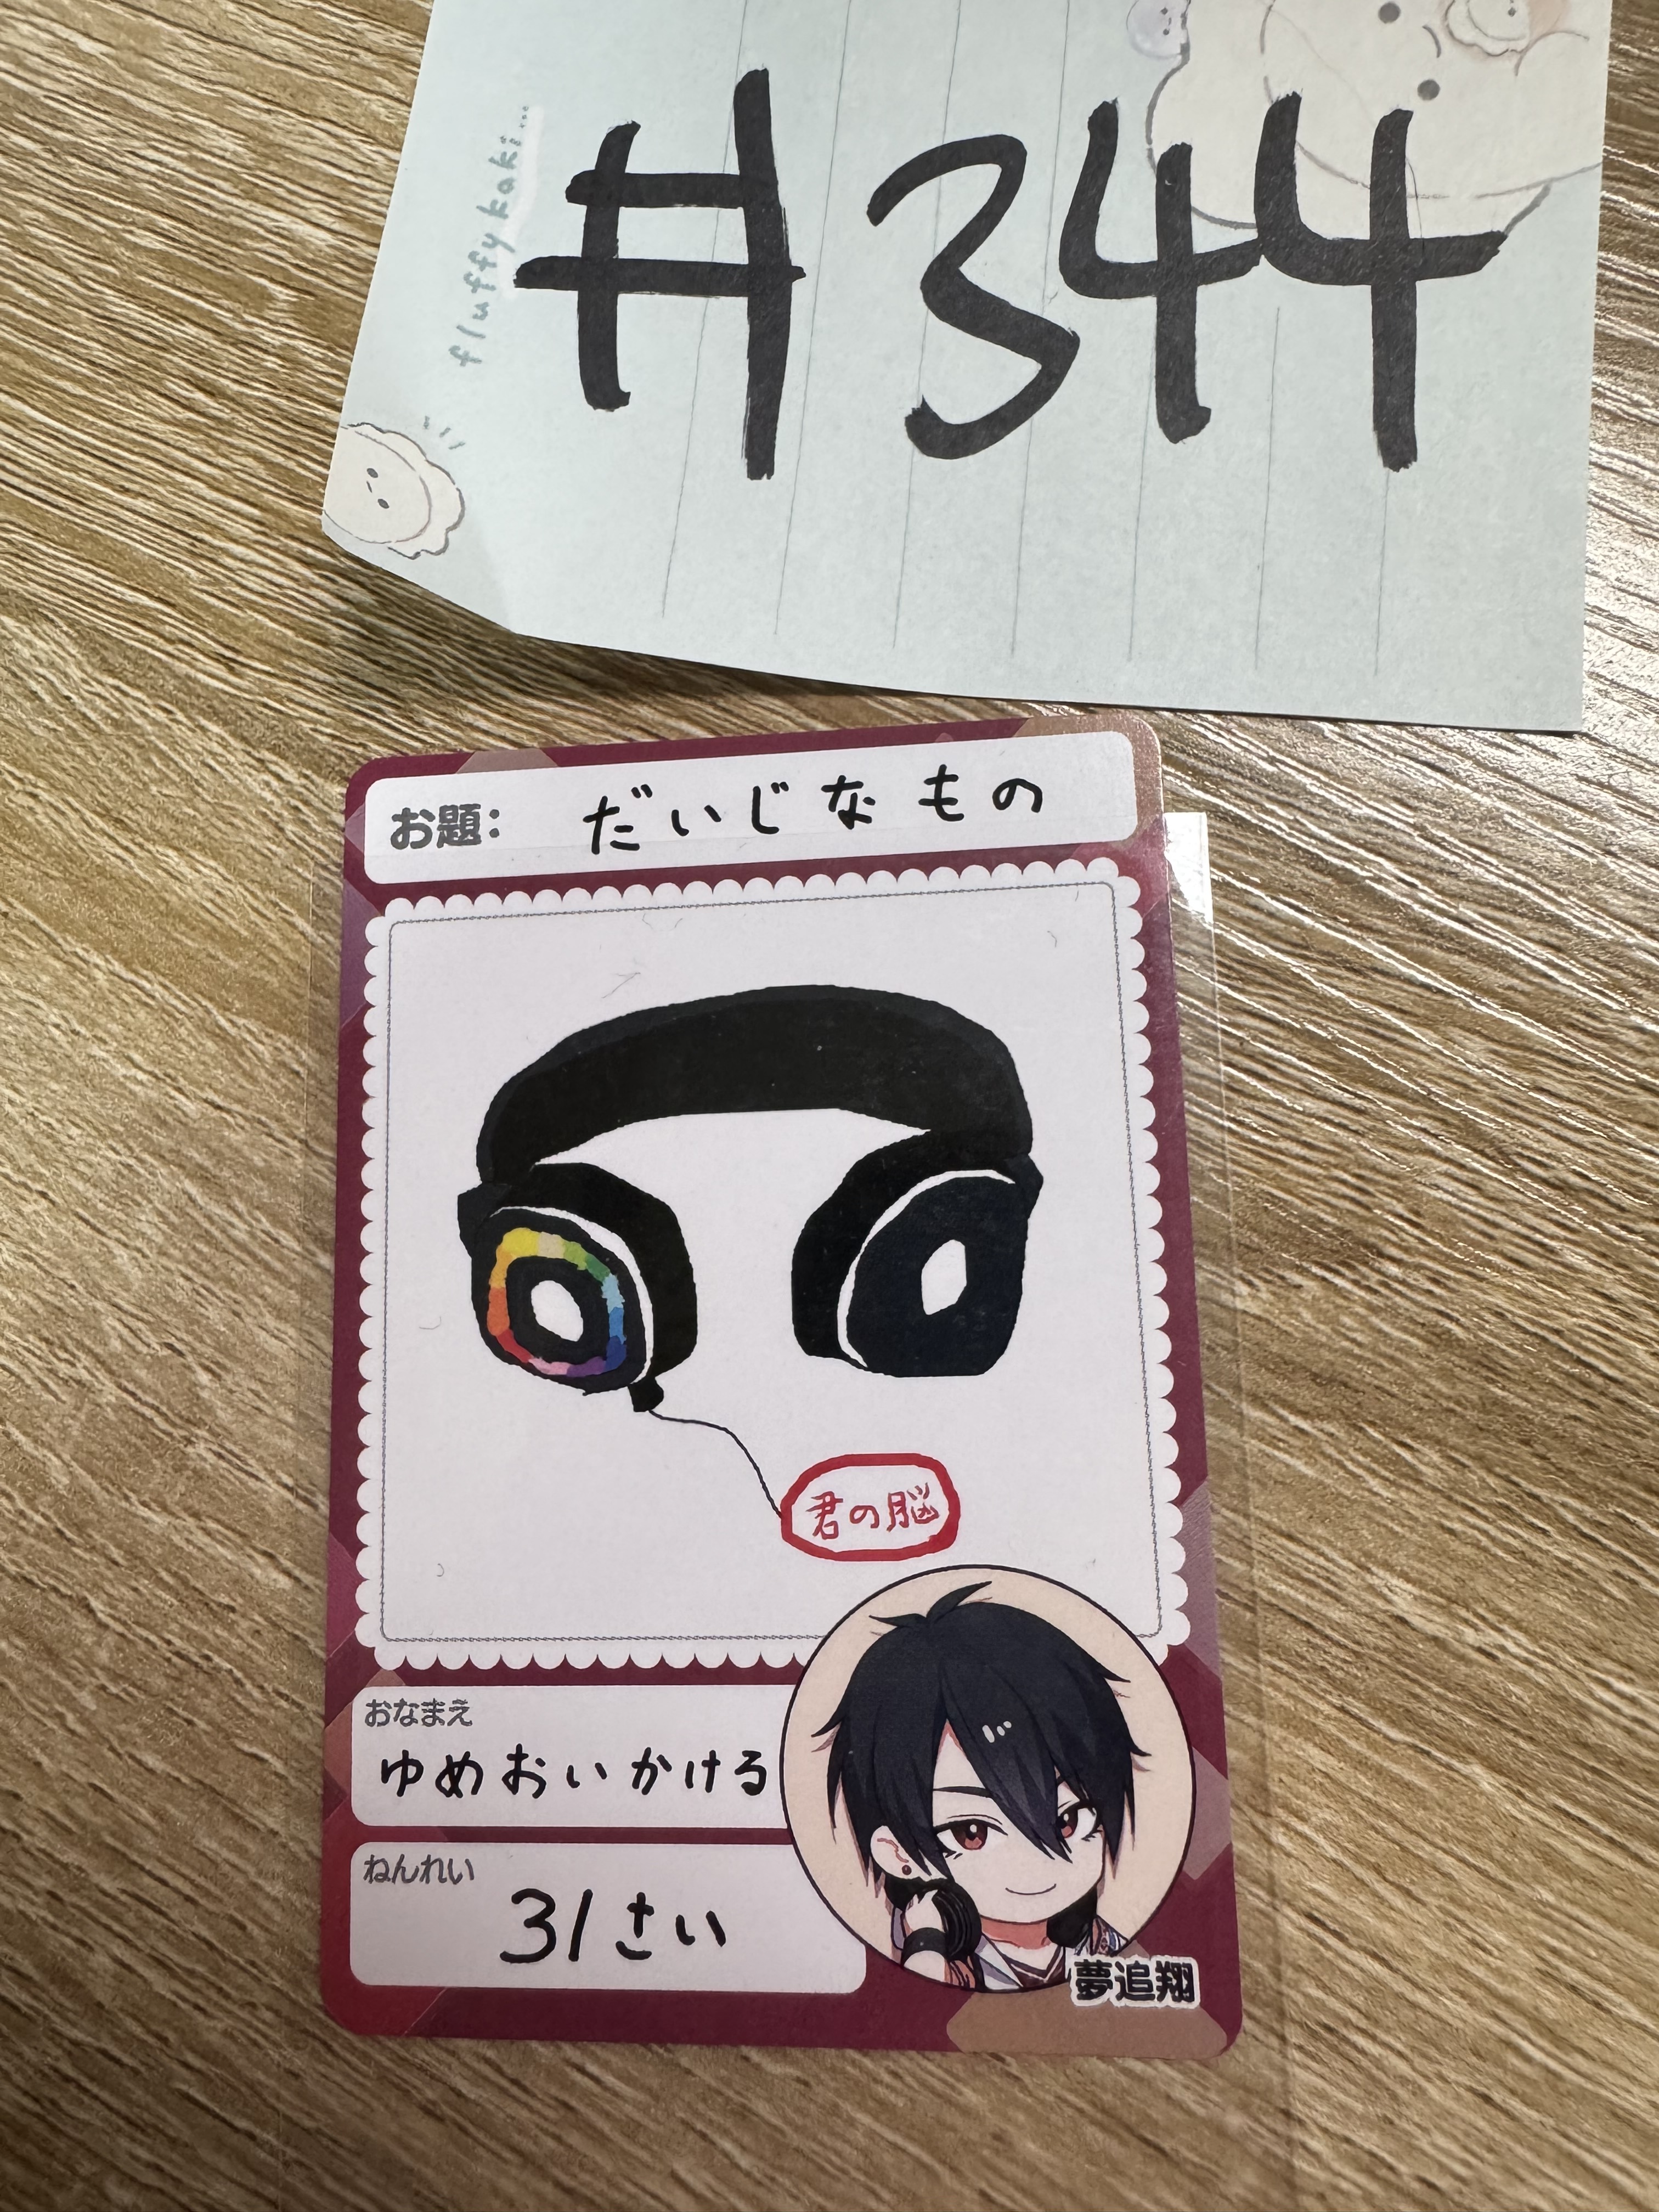 #344
fluffy kaki...
お題: だいじなもの
君の脳
おなまえ
ゆめおいかける
ねんれい
31さい
夢追翔